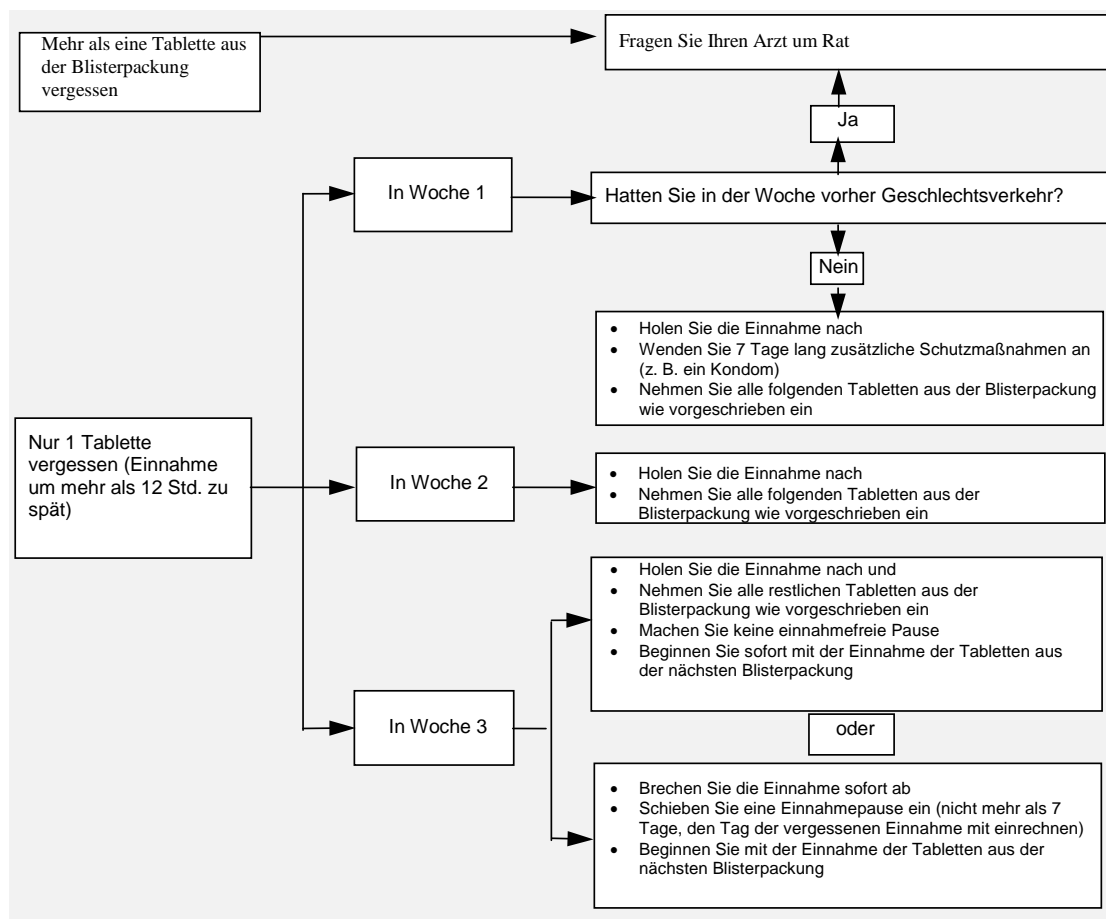 Mehr als eine Tablette aus
der Blisterpackung
vergessen
Fragen Sie Ihren Arzt um Rat
Ja
In Woche 1
Hatten Sie in der Woche vorher Geschlechtsverkehr?
Nein
• Holen Sie die Einnahme nach
• Wenden Sie 7 Tage lang zusätzliche Schutzmaßnahmen an
(z. B. ein Kondom)
• Nehmen Sie alle folgenden Tabletten aus der Blisterpackung
wie vorgeschrieben ein
Nur 1 Tablette
vergessen (Einnahme
um mehr als 12 Std. zu
spät)
In Woche 2
• Holen Sie die Einnahme nach
• Nehmen Sie alle folgenden Tabletten aus der
Blisterpackung wie vorgeschrieben ein
• Holen Sie die Einnahme nach und
• Nehmen Sie alle restlichen Tabletten aus der
Blisterpackung wie vorgeschrieben ein
• Machen Sie keine einnahmefreie Pause
• Beginnen Sie sofort mit der Einnahme der Tabletten aus
der nächsten Blisterpackung
In Woche 3
oder
• Brechen Sie die Einnahme sofort ab
• Schieben Sie eine Einnahmepause ein (nicht mehr als 7
Tage, den Tag der vergessenen Einnahme mit einrechnen)
• Beginnen Sie mit der Einnahme der Tabletten aus der
nächsten Blisterpackung